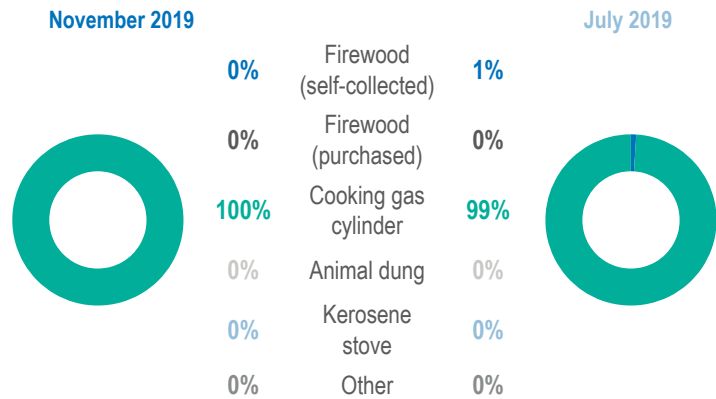 November 2019
July 2019
0%
Firewood
(self-collected)
1%
0%
Firewood
(purchased)
0%
100%
Cooking gas
cylinder
99%
0%
Animal dung
0%
0%
Kerosene
stove
0%
0%
Other
0%